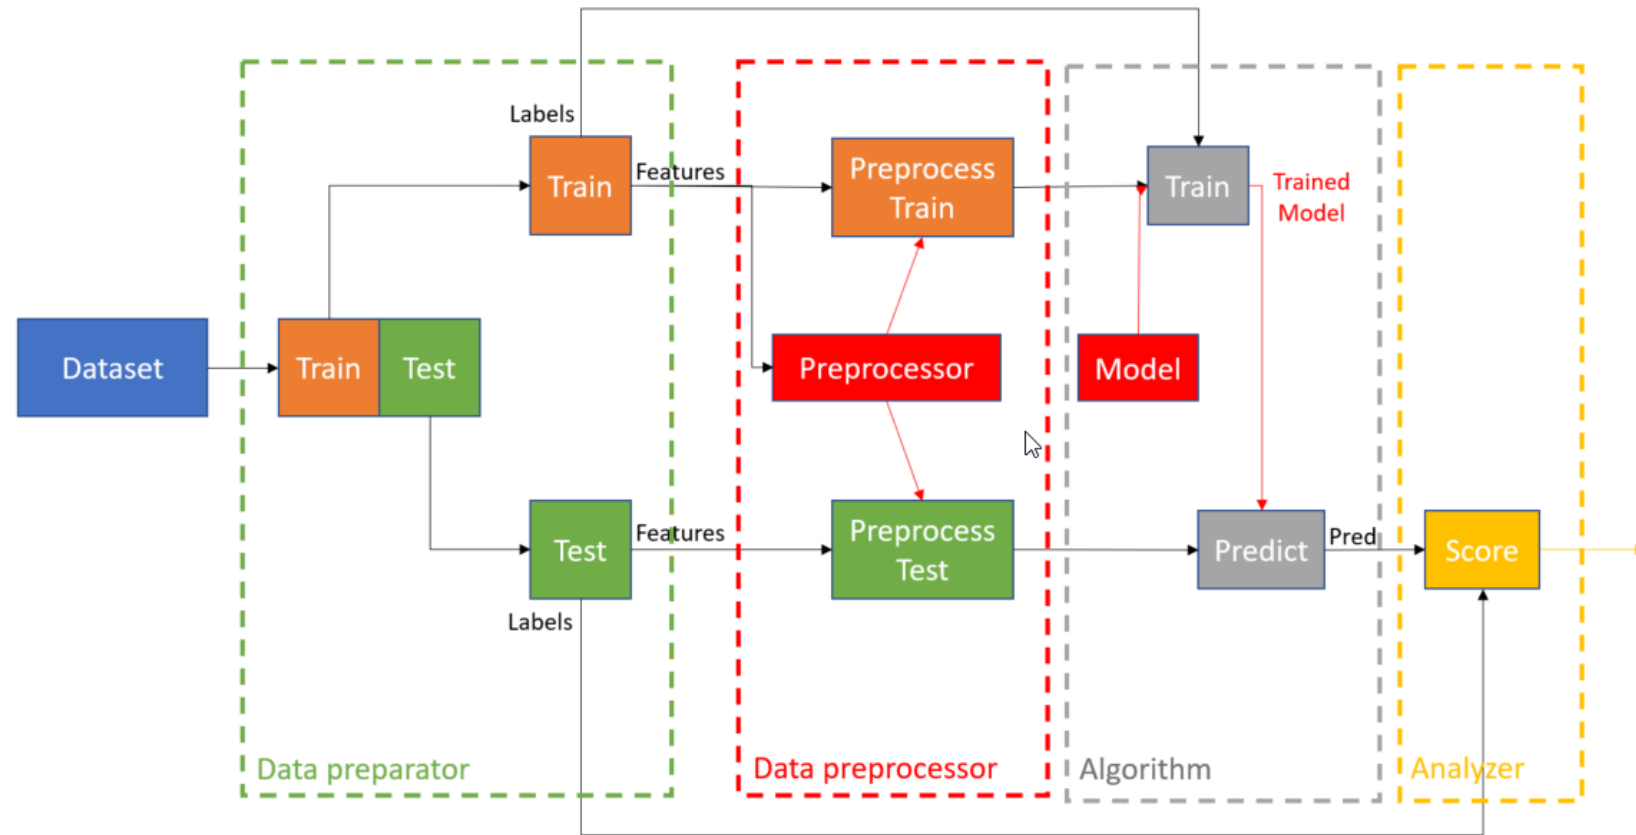 Labels
Train
Features
Preprocess
Train
Train
Trained
Model
Dataset
Train
Test
Preprocessor
Model
Test
Features
Preprocess
Test
Predict
Pred
Score
Labels
Data preparator
Data preprocessor
Algorithm
Analyzer